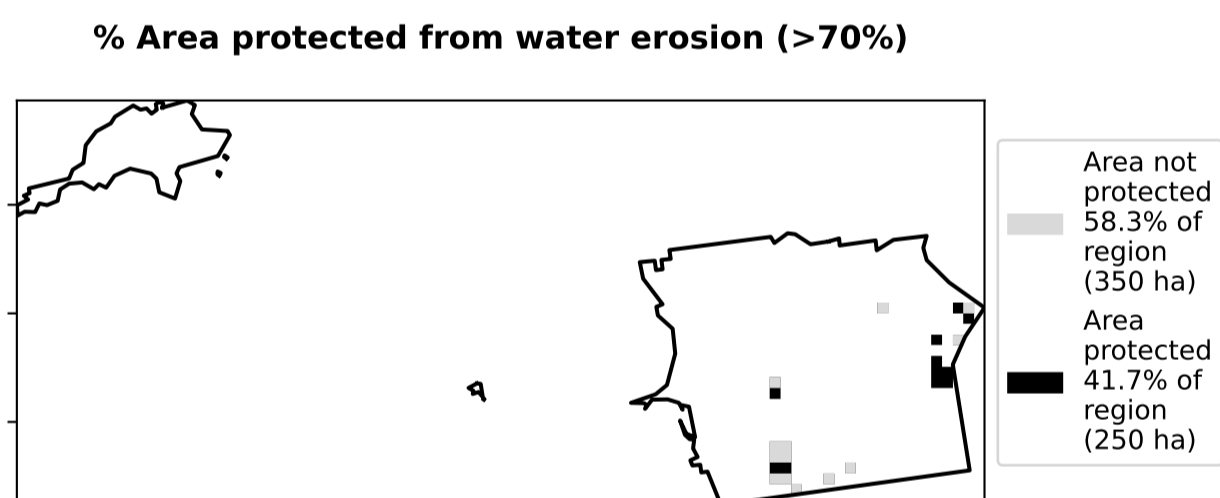 % Area protected from water erosion (>70%)
Area not
protected
58.3% of
region
(350 ha)
Area
protected
41.7% of
region
(250 ha)